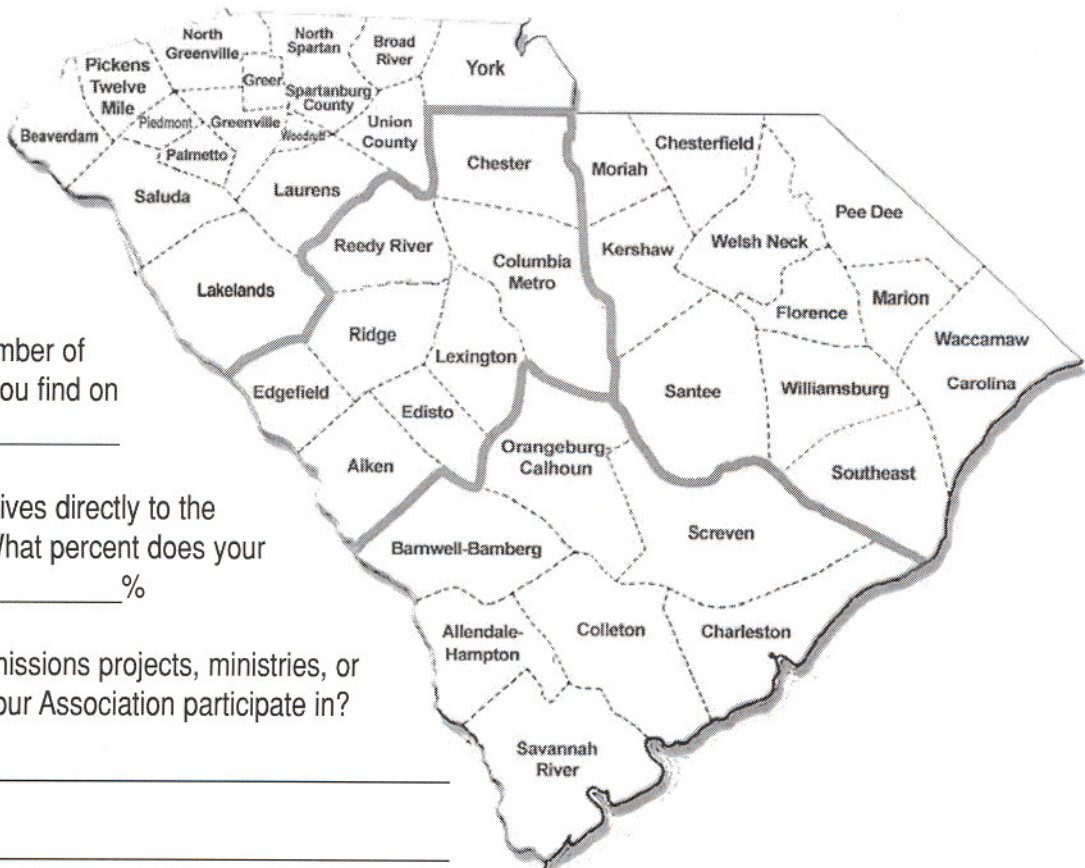 North
Greenville
North
Spartan
Broad
River
York
Pickens
Twelve
Mile
Greer
Spartanburg
County
Beaverdam
Piedmont
Greenville
Woodruff
Union
County
Palmetto
Chester
Moriah
Chesterfield
Saluda
Laurens
Pee Dee
Reedy River
Kershaw
Welsh Neck
Columbia
Metro
Lakelands
Marion
Florence
Ridge
Waccamaw
Lexington
mber of
ou find on
Edgefield
Edisto
Santee
Williamsburg
Carolina
Aiken
Orangeburg-
Calhoun
Southeast
ives directly to the
What percent does your
%
Screven
Barnwell-Bamberg
Allendale-
Hampton
Colleton
Charleston
missions projects, ministries, or
our Association participate in?
Savannah
River